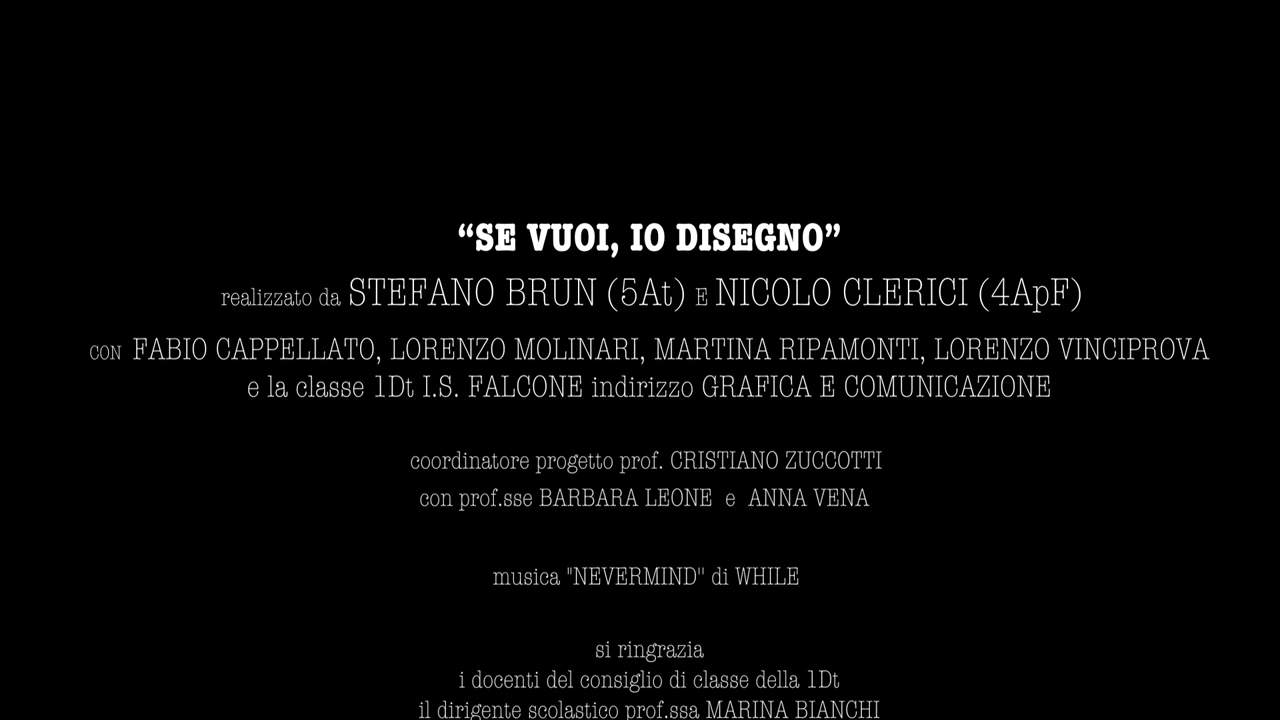 “SE VUOI, IO DISEGNO”
realizzato da STEFANO BRUN (5At) E NICOLO CLERICI (4ApF)
CON FABIO CAPPELLATO, LORENZO MOLINARI, MARTINA RIPAMONTI, LORENZO VINCIPROVA
e la classe 1Dt I.S. FALCONE indirizzo GRAFICA E COMUNICAZIONE
coordinatore progetto prof. CRISTIANO ZUCCOTTI
con prof.sse BARBARA LEONE e ANNA VENA
musica "NEVERMIND" di WHILE
si ringrazia
i docenti del consiglio di classe della 1Dt
il dirigente scolastico prof.ssa MARINA BIANCHI